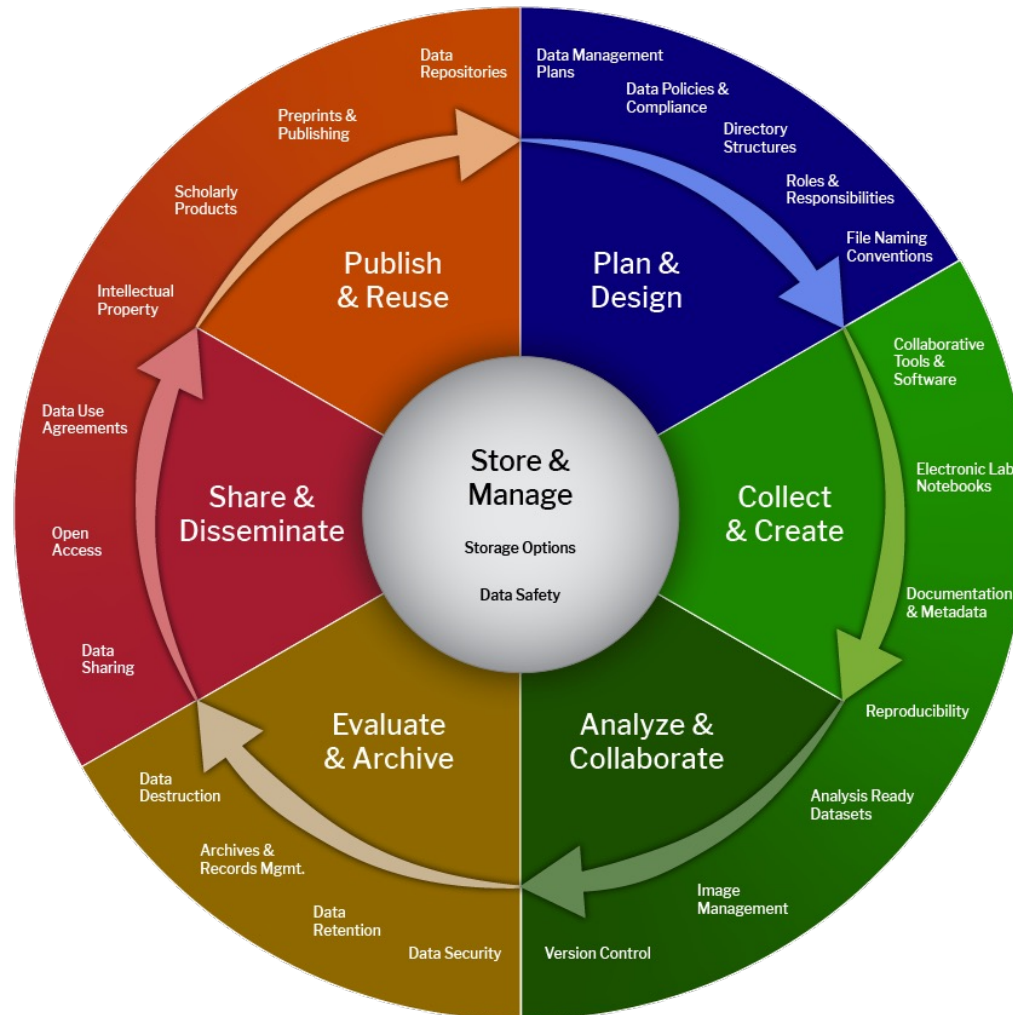 Data
Repositories
Data Management
Plans
Data Policies &
Compliance
Directory
Structures
Roles &
Responsibilities
File Naming
Conventions
Plan &
Design
Collaborative
Tools &
Software
Electronic Lab
Notebooks
Documentation
& Metadata
Reproducibility
Collect
& Create
Analysis Ready
Datasets
Image
Management
Version Control
Analyze &
Collaborate
Data Security
Data
Retention
Archives &
Records Mgmt.
Data
Destruction
Evaluate
& Archive
Data
Sharing
Open
Access
Data Use
Agreements
Share &
Disseminate
Intellectual
Property
Scholarly
Products
Preprints &
Publishing
Publish
& Reuse
Store &
Manage
Storage Options
Data Safety